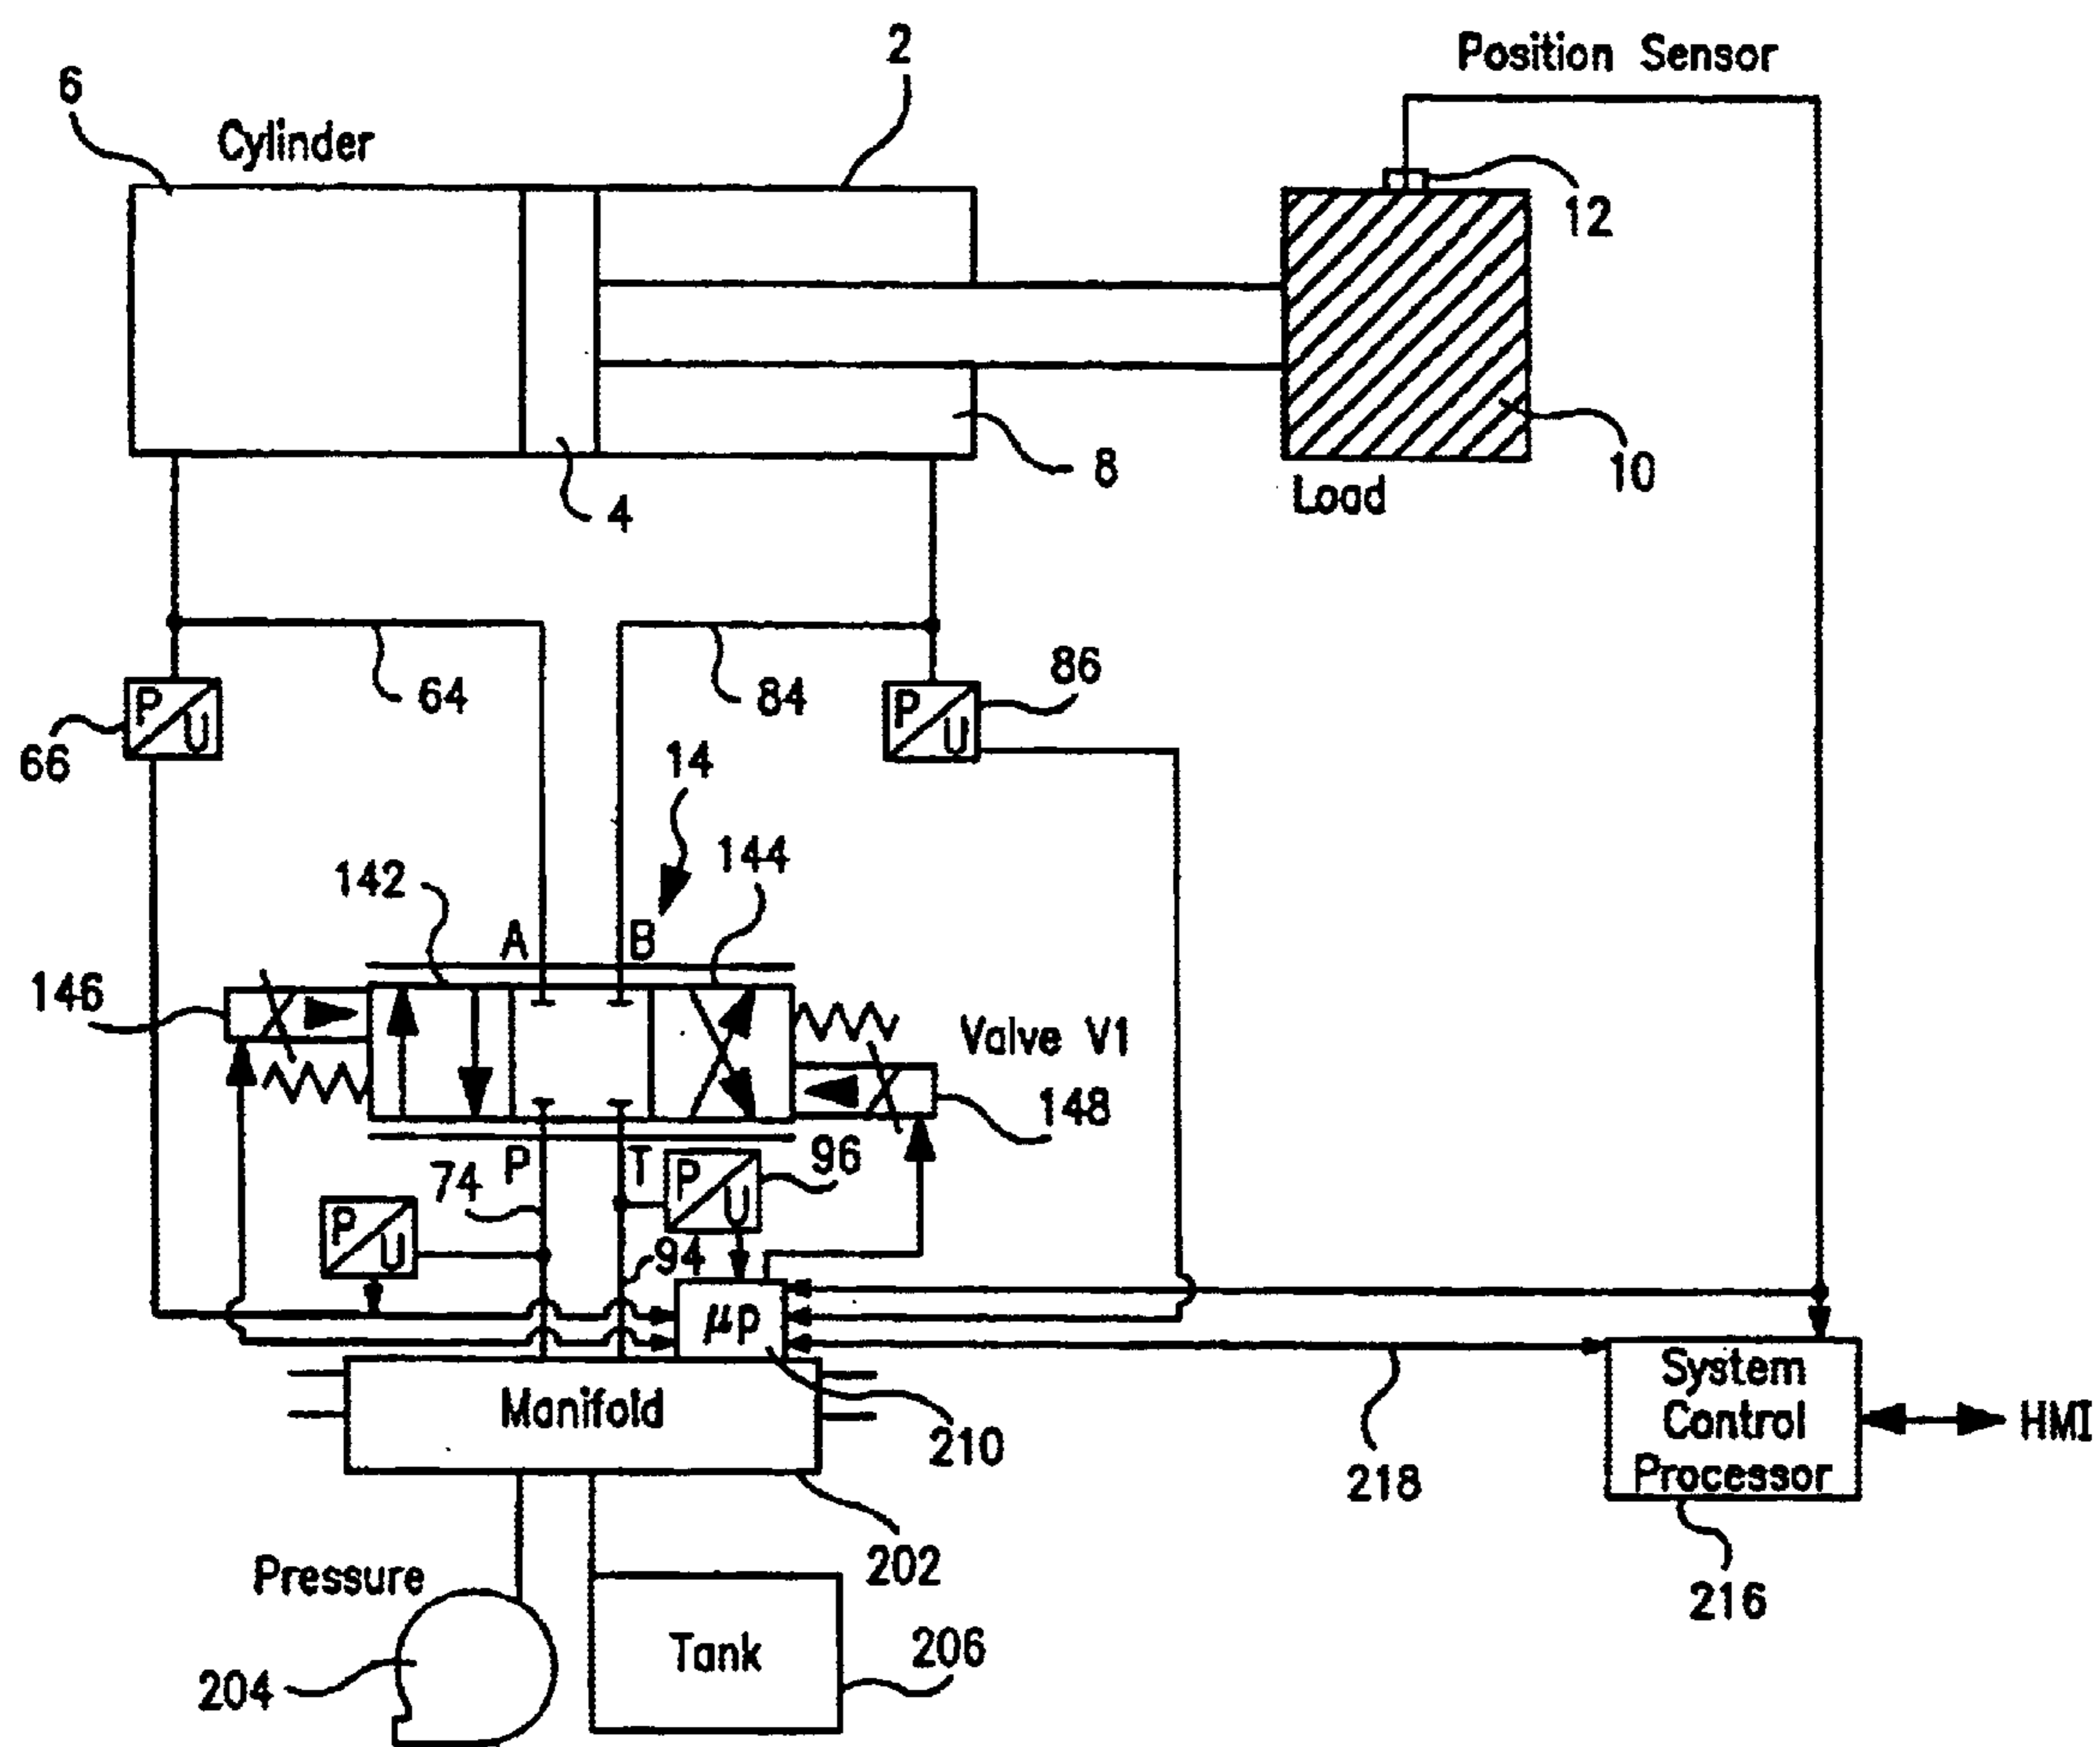 2
Position Sensor
6
Cylinder
12
8
10
4
Load
64
84
86
P
U
P
U
66
14
144
142
A
B
146
Valve V1
148
P
T
P
U
96
74
P
U
94
μp
System
Control
Processor
Manifold
HMI
210
218
202
Pressure
216
Tank
206
204